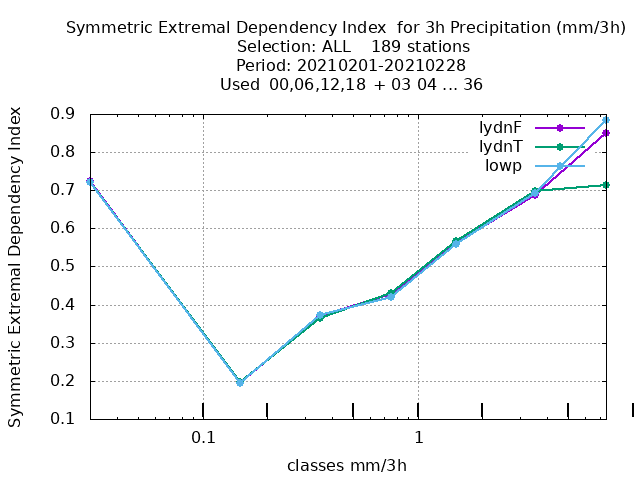 Symmetric Extremal Dependency Index for 3h Precipitation (mm/3h)
Selection: ALL 189 stations
Period: 20210201-20210228
Used 00,06,12,18 + 03 04 ... 36
Symmetric Extremal Dependency Index
0.9
0.8
0.7
0.6
0.5
0.4
0.3
0.2
0.1
lydnF
lydnT
lowp
0.1 1
classes mm/3h